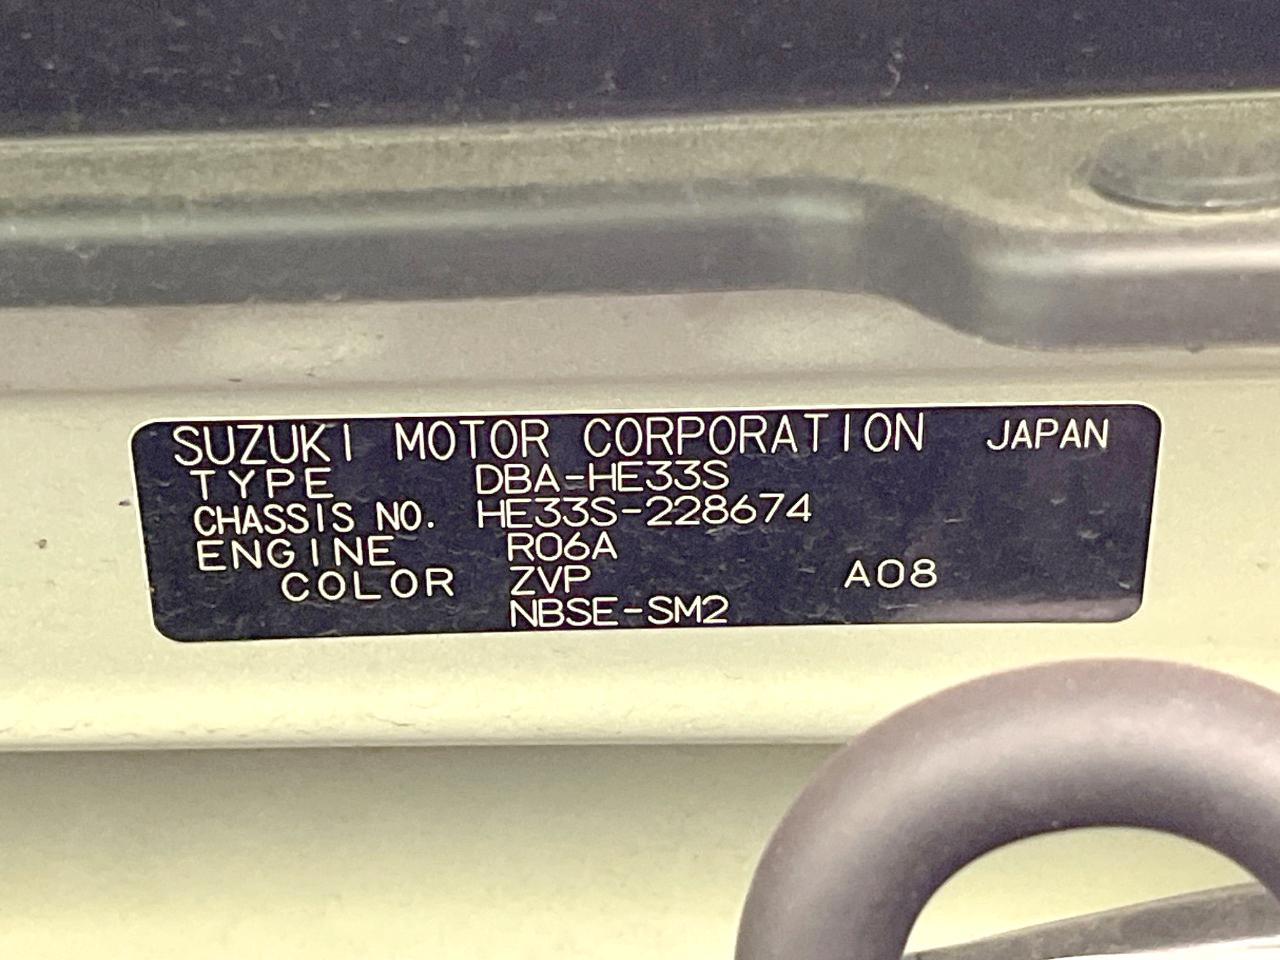 SUZUKI MOTOR CORPORATION JAPAN
TYPE DBA-HE33S
CHASSIS NO. HE33S-228674
ENGINE R06A
COLOR ZVP A08
NBSE-SM2